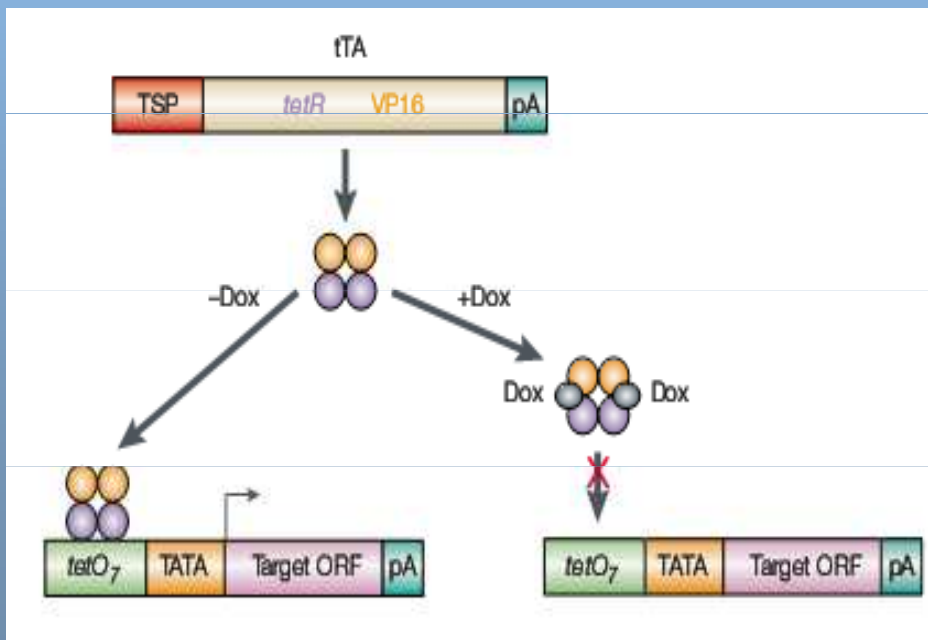 tTA
TSP tetR VP16 pA
–Dox +Dox
Dox Dox
tetO7 TATA Target ORF pA
tetO7 TATA Target ORF pA